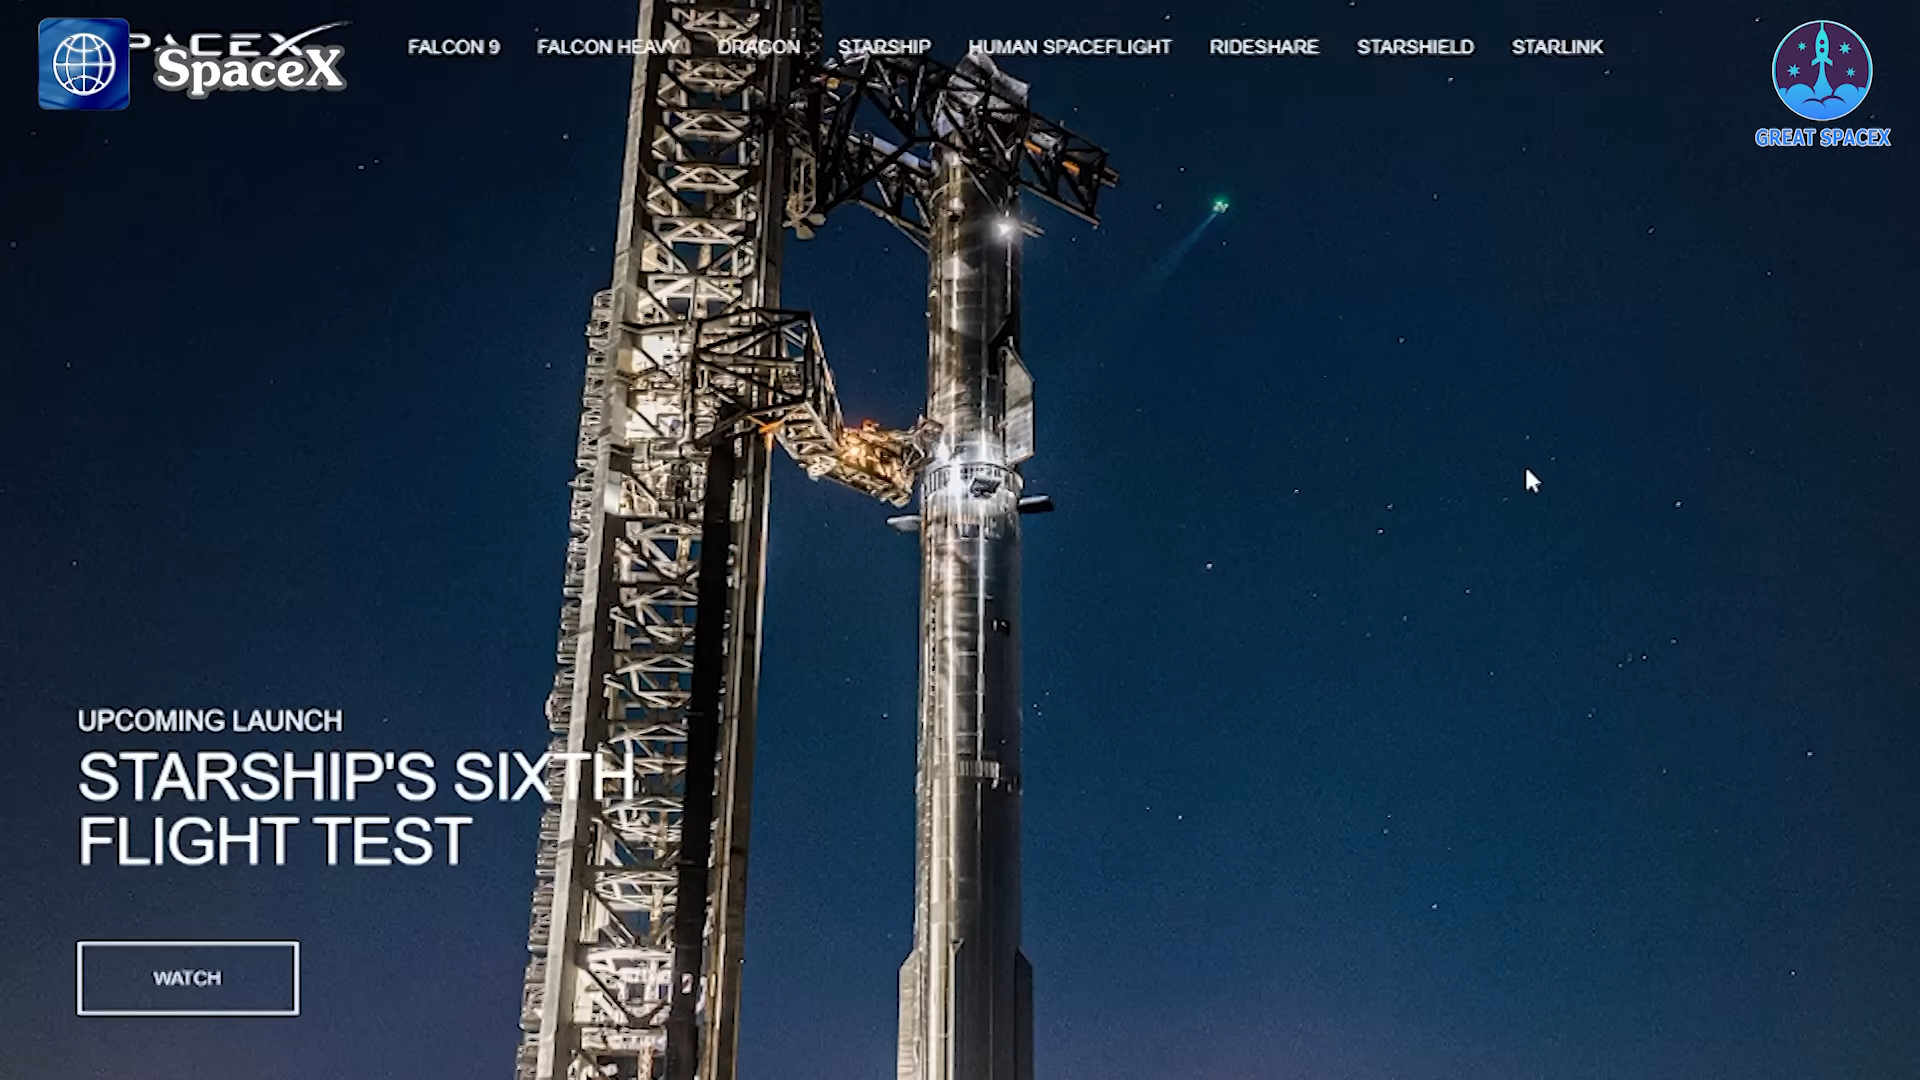 SPACEX
SpaceX
FALCON 9 FALCON HEAVY DRAGON STARSHIP HUMAN SPACEFLIGHT RIDESHARE STARSHIELD STARLINK
GREAT SPACEX
UPCOMING LAUNCH
STARSHIP'S SIXTH
FLIGHT TEST
WATCH